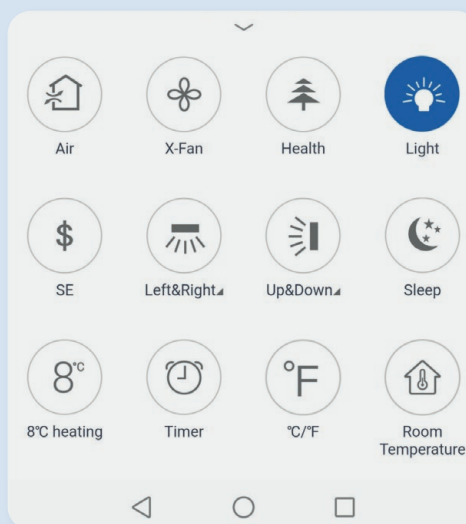 Air
X-Fan
Health
Light
$
SE
Left&Right
Up&Down
Sleep
8℃
8℃ heating
Timer
°F
℃/℉
Room
Temperature